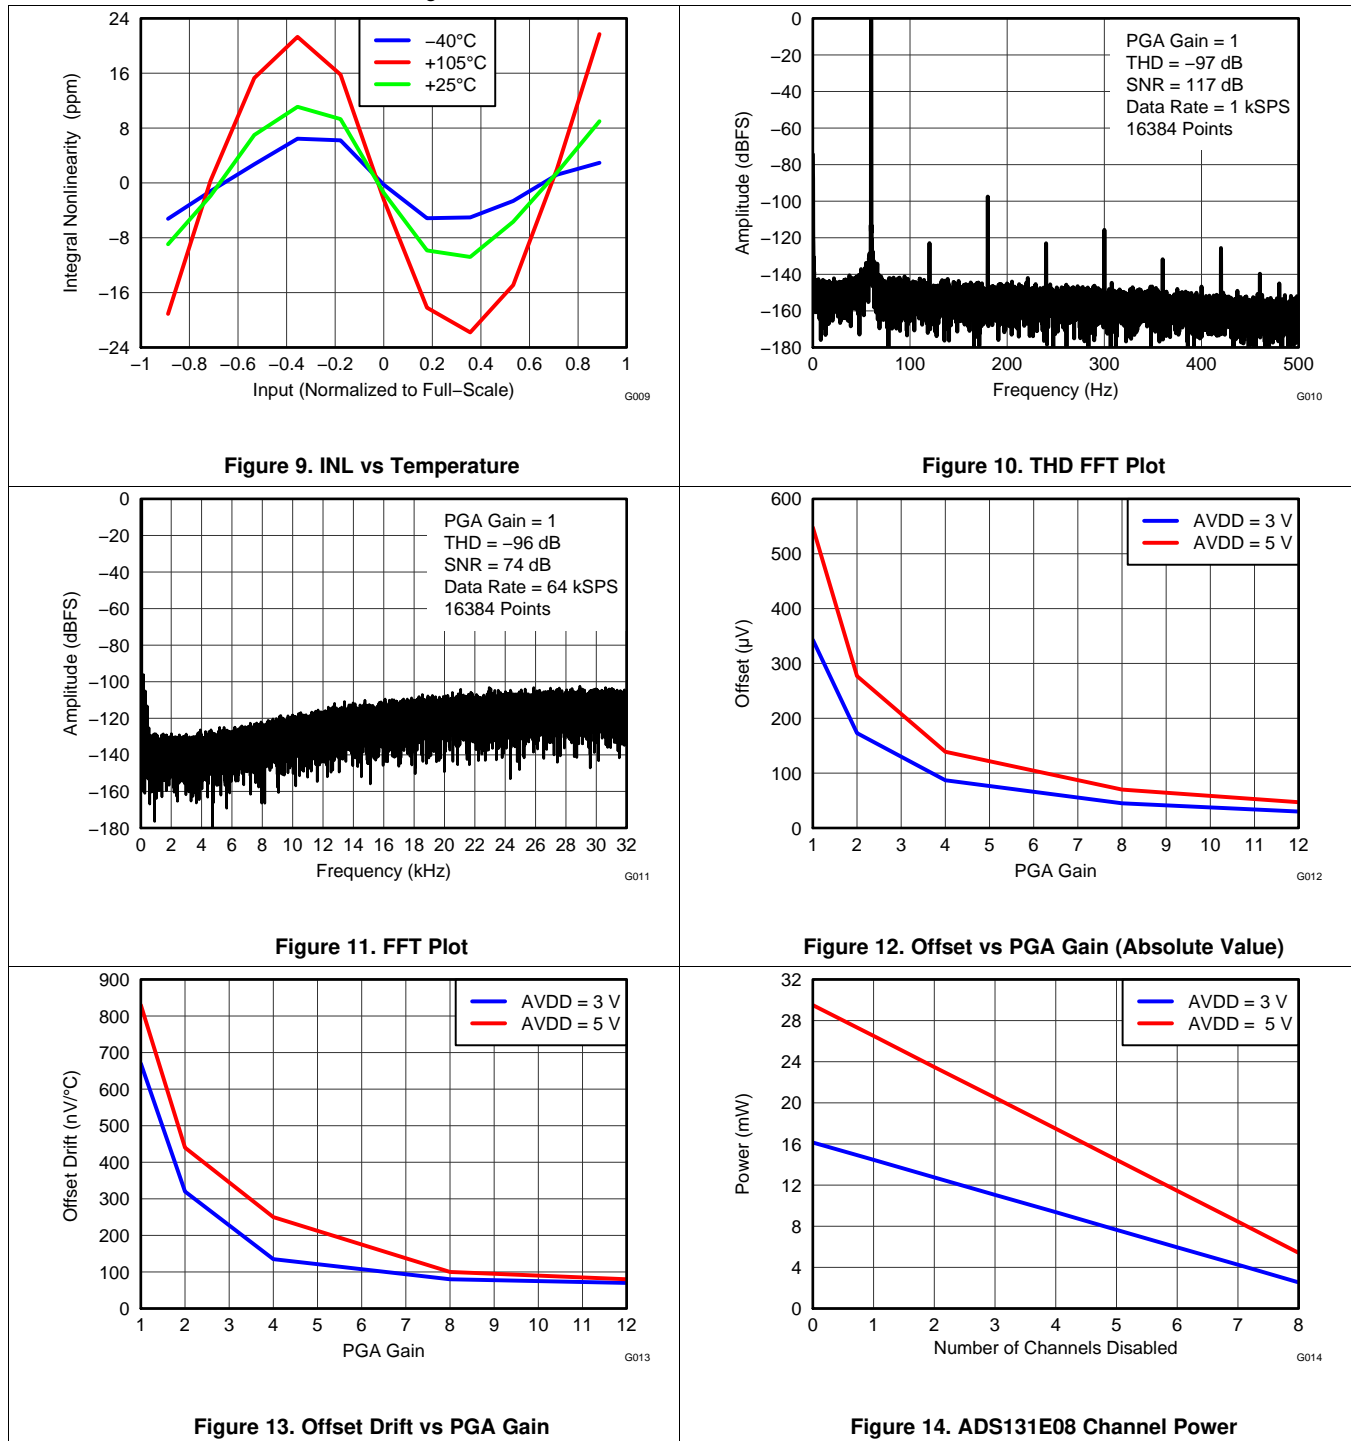 24
16
8
0
−8
−16
−24
Integral Nonlinearity (ppm)
−40°C
+105°C
+25°C
−1 −0.8 −0.6 −0.4 −0.2 0 0.2 0.4 0.6 0.8 1
Input (Normalized to Full−Scale)
G009
Figure 9. INL vs Temperature
0
−20
−40
−60
−80
−100
−120
−140
−160
−180
Amplitude (dBFS)
PGA Gain = 1
THD = −97 dB
SNR = 117 dB
Data Rate = 1 kSPS
16384 Points
0 100 200 300 400 500
Frequency (Hz)
G010
Figure 10. THD FFT Plot
0
−20
−40
−60
−80
−100
−120
−140
−160
−180
Amplitude (dBFS)
PGA Gain = 1
THD = −96 dB
SNR = 74 dB
Data Rate = 64 kSPS
16384 Points
0 2 4 6 8 10 12 14 16 18 20 22 24 26 28 30 32
Frequency (kHz)
G011
Figure 11. FFT Plot
600
500
400
300
200
100
0
Offset (µV)
AVDD = 3 V
AVDD = 5 V
1 2 3 4 5 6 7 8 9 10 11 12
PGA Gain
G012
Figure 12. Offset vs PGA Gain (Absolute Value)
900
800
700
600
500
400
300
200
100
0
Offset Drift (nV/°C)
AVDD = 3 V
AVDD = 5 V
1 2 3 4 5 6 7 8 9 10 11 12
PGA Gain
G013
Figure 13. Offset Drift vs PGA Gain
32
28
24
20
16
12
8
4
0
Power (mW)
AVDD = 3 V
AVDD = 5 V
0 1 2 3 4 5 6 7 8
Number of Channels Disabled
G014
Figure 14. ADS131E08 Channel Power